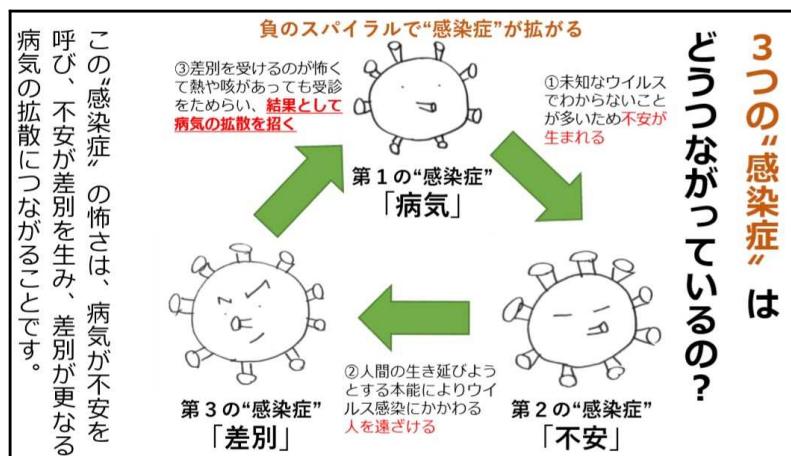 3つの“感染症”は
どうつながっているの？
負のスパイラルで“感染症”が拡がる
①未知なウイルス
でわからないこと
が多いため不安が
生まれる
第1の“感染症”
「病気」
第2の“感染症”
「不安」
②人間の生き延びよう
とする本能によりウイ
ルス感染にかかわる
人を遠ざける
第3の“感染症”
「差別」
③差別を受けるのが怖く
て熱や咳があっても受診
をためらい、結果として
病気の拡散を招く
この“感染症”の怖さは、病気が不安を
呼び、不安が差別を生み、差別が更なる
病気の拡散につながることです。